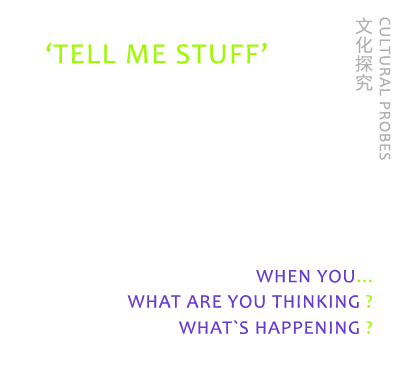 ‘TELL ME STUFF’
文化探究
CULTURAL PROBES
WHEN YOU...
WHAT ARE YOU THINKING ?
WHAT`S HAPPENING ?